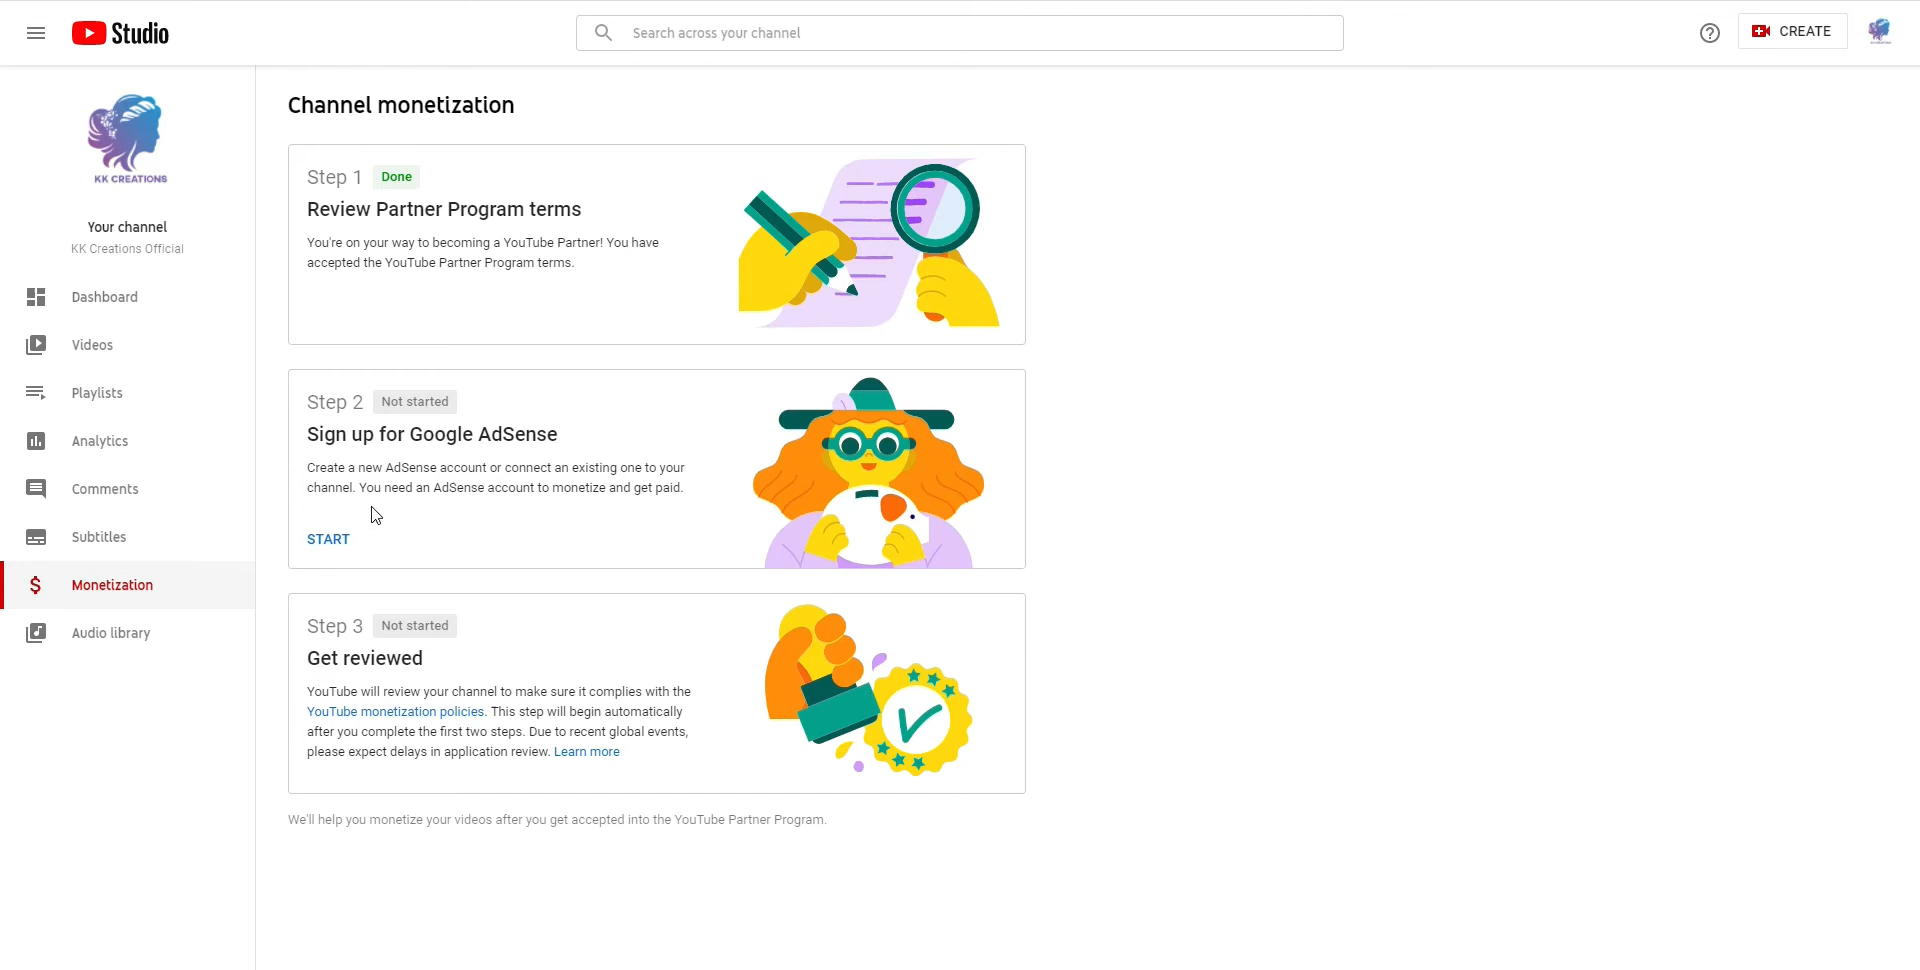 Studio
Search across your channel
CREATE
KK CREATIONS
Your channel
KK Creations Official
Dashboard
Videos
Playlists
Analytics
Comments
Subtitles
Monetization
Audio library
Channel monetization
Step 1 Done
Review Partner Program terms
You're on your way to becoming a YouTube Partner! You have
accepted the YouTube Partner Program terms.
Step 2 Not started
Sign up for Google AdSense
Create a new AdSense account or connect an existing one to your
channel. You need an AdSense account to monetize and get paid.
START
Step 3 Not started
Get reviewed
YouTube will review your channel to make sure it complies with the
YouTube monetization policies. This step will begin automatically
after you complete the first two steps. Due to recent global events,
please expect delays in application review. Learn more
We'll help you monetize your videos after you get accepted into the YouTube Partner Program.